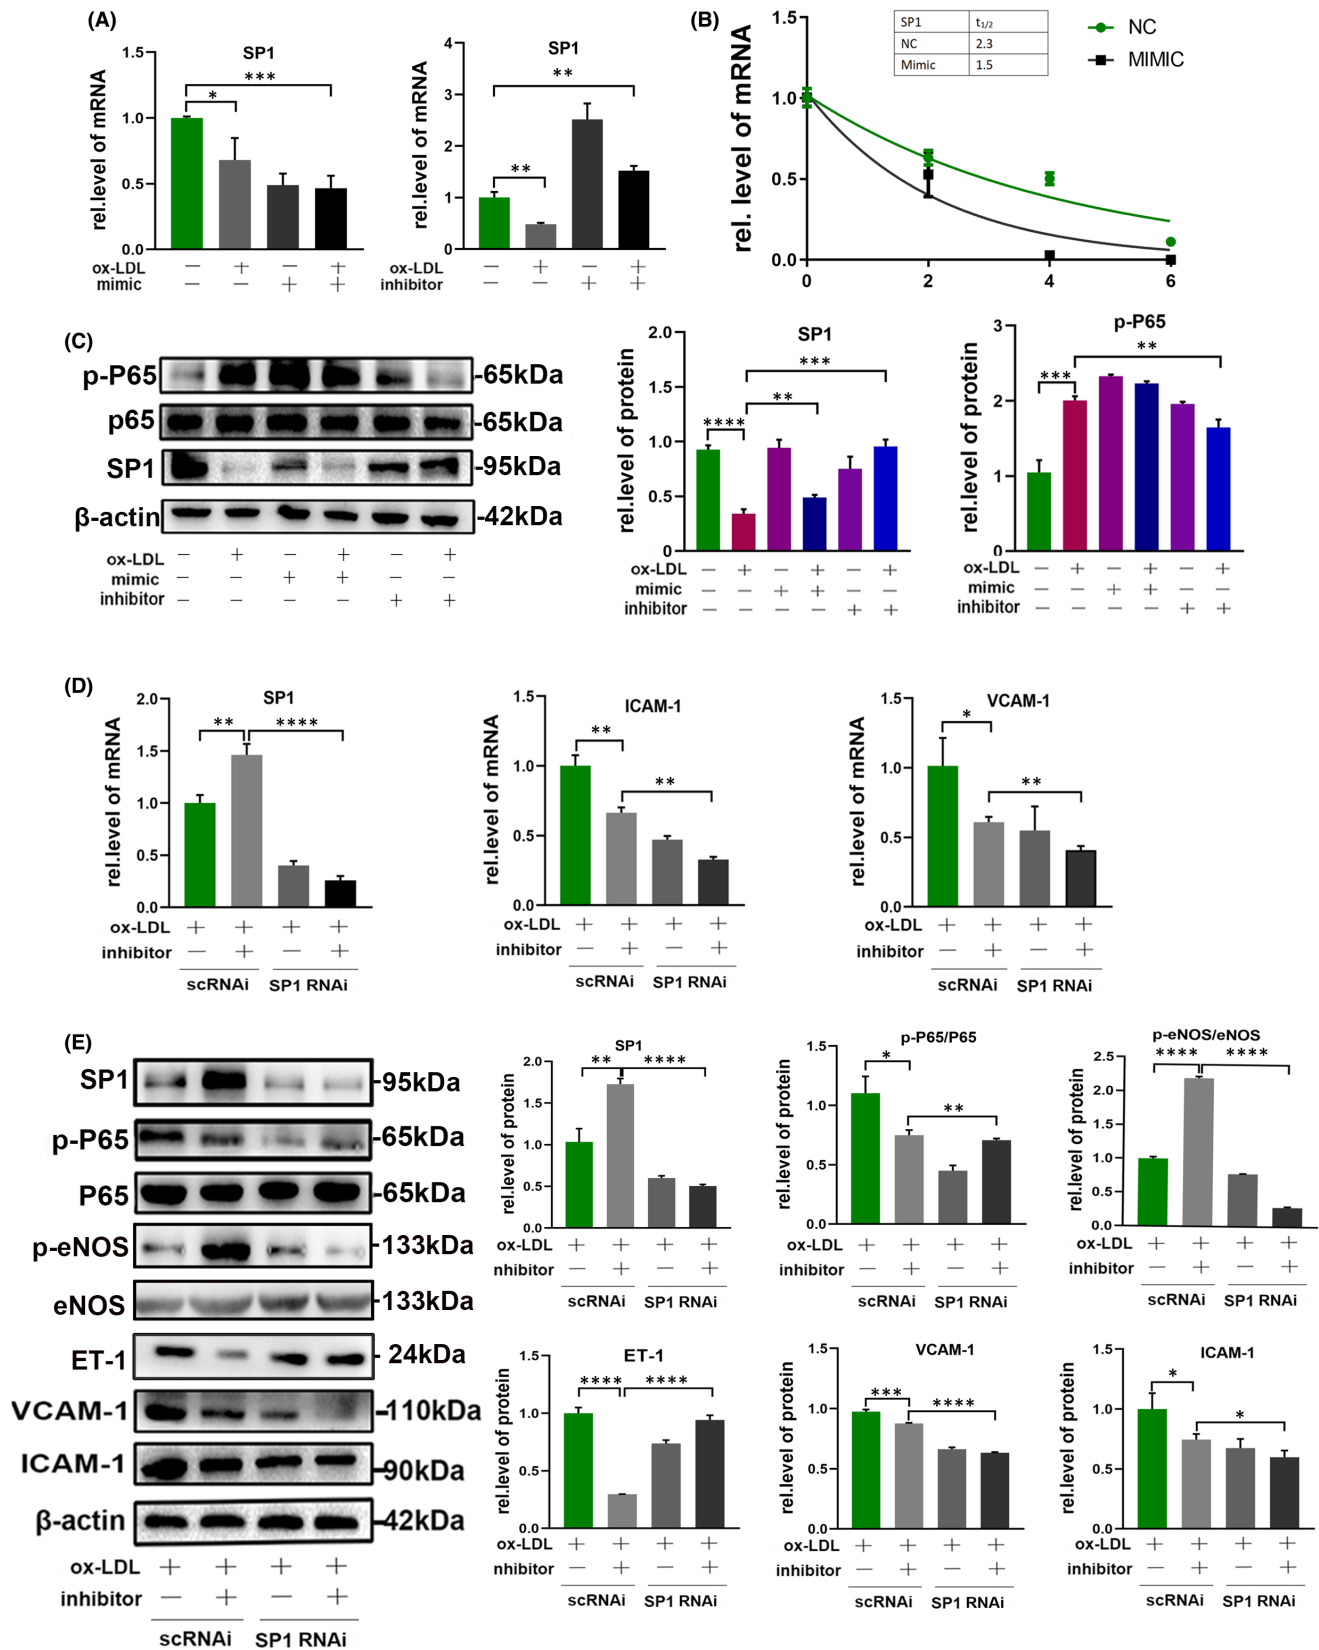 (A)
SP1
rel.level of mRNA
1.5
1.0
0.5
0.0
***
*
ox-LDL — + — +
mimic — — + +
SP1
rel.level of mRNA
4
3
2
1
0
**
**
ox-LDL — + — +
inhibitor — — + +
(B)
rel. level of mRNA
1.5
1.0
0.5
0.0
0 2 4 6
SP1 t1/2
NC 2.3
Mimic 1.5
NC
MIMIC
(C)
p-P65 -65kDa
p65 -65kDa
SP1 -95kDa
β-actin -42kDa
ox-LDL — + — + — +
mimic — — + + — —
inhibitor — — — — + +
SP1
rel.level of protein
2.0
1.5
1.0
0.5
0
***
**
****
ox-LDL — + — + — +
mimic — — + + — —
inhibitor — — — — + +
p-P65
rel.level of protein
3
2
1
0
**
***
ox-LDL — + — + — +
mimic — — + + — —
inhibitor — — — — + +
(D)
SP1
rel.level of mRNA
2.0
1.5
1.0
0.5
0.0
** ****
ox-LDL + + + +
inhibitor — + — +
scRNAi SP1 RNAi
ICAM-1
rel.level of mRNA
1.5
1.0
0.5
0.0
**
**
ox-LDL + + + +
inhibitor — + — +
scRNAi SP1 RNAi
VCAM-1
rel.level of mRNA
1.5
1.0
0.5
0.0
*
**
ox-LDL + + + +
inhibitor — + — +
scRNAi SP1 RNAi
(E)
SP1 -95kDa
p-P65 -65kDa
P65 -65kDa
p-eNOS -133kDa
eNOS -133kDa
ET-1 - 24kDa
VCAM-1 -110kDa
ICAM-1 -90kDa
β-actin -42kDa
ox-LDL + + + +
inhibitor — + — +
scRNAi SP1 RNAi
SP1
rel.level of protein
2.0
1.5
1.0
0.5
0.0
** ****
ox-LDL + + + +
nhibitor — + — +
scRNAi SP1 RNAi
p-P65/P65
rel.level of protein
1.5
1.0
0.5
0.0
*
**
ox-LDL + + + +
inhibitor — + — +
scRNAi SP1 RNAi
p-eNOS/eNOS
rel.level of protein
2.5
2.0
1.0
0.5
0.0
**** ****
ox-LDL + + + +
inhibitor — + — +
scRNAi SP1 RNAi
ET-1
rel.level of protein
1.5
1.0
0.5
0.0
**** ****
ox-LDL + + + +
nhibitor — + — +
scRNAi SP1 RNAi
VCAM-1
rel.level of protein
1.5
1.0
0.5
0.0
***
****
ox-LDL + + + +
inhibitor — + — +
scRNAi SP1 RNAi
ICAM-1
rel.level of protein
1.5
1.0
0.5
0.0
*
*
ox-LDL + + + +
inhibitor — + — +
scRNAi SP1 RNAi